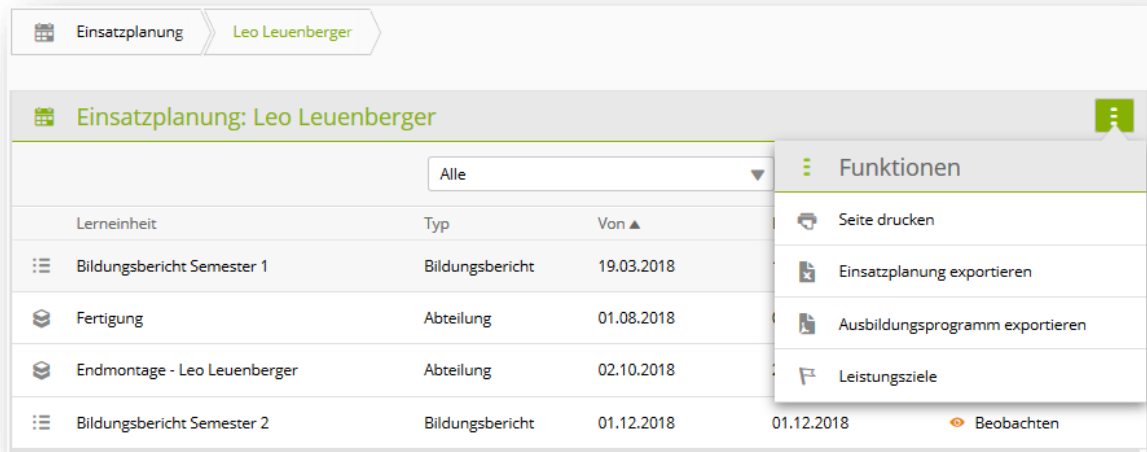 Einsatzplanung Leo Leuenberger
Einsatzplanung: Leo Leuenberger
Alle
Funktionen
Lerneinheit Typ Von
Seite drucken
Bildungsbericht Semester 1 Bildungsbericht 19.03.2018
Einsatzplanung exportieren
Fertigung Abteilung 01.08.2018
Ausbildungsprogramm exportieren
Endmontage - Leo Leuenberger Abteilung 02.10.2018
Leistungsziele
Bildungsbericht Semester 2 Bildungsbericht 01.12.2018 01.12.2018 Beobachten